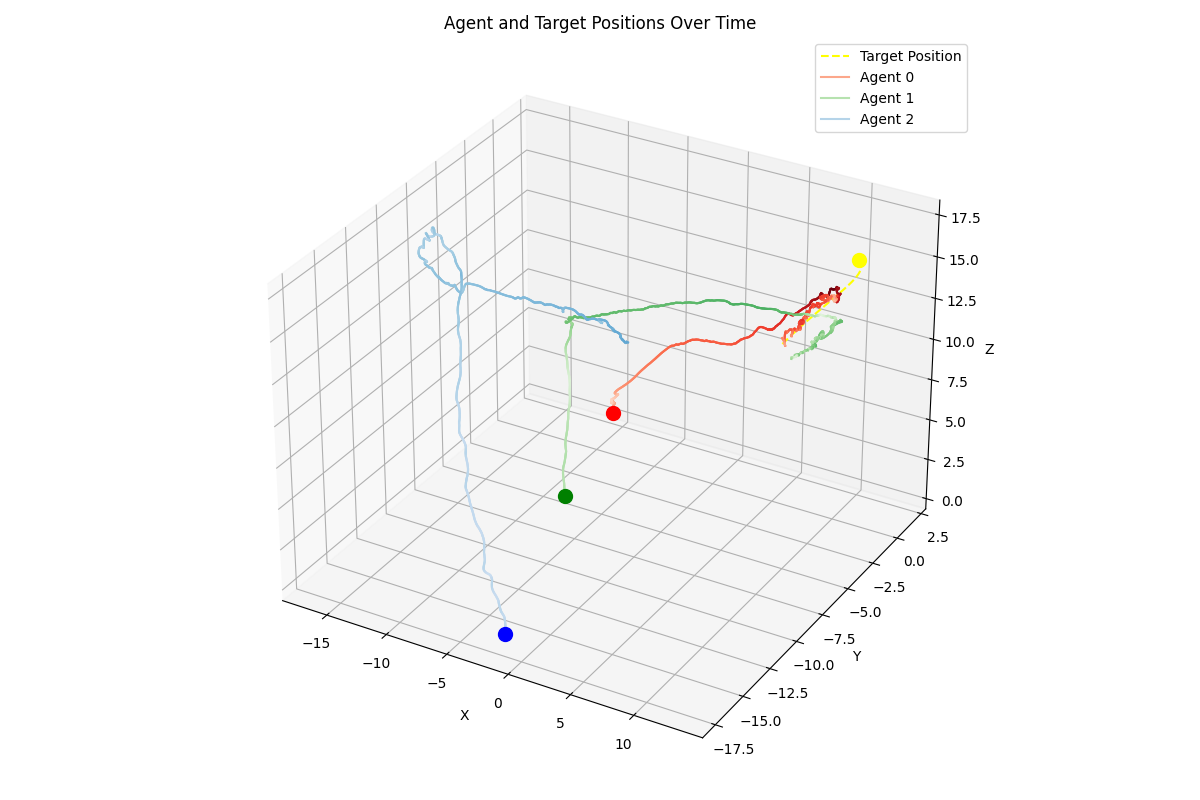 Agent and Target Positions Over Time
Target Position
Agent 0
Agent 1
Agent 2
17.5
15.0
12.5
10.0
7.5
5.0
2.5
0.0
Z
2.5
0.0
−2.5
−5.0
−7.5
−10.0
−12.5
−15.0
−17.5
Y
−15
−10
−5
0
5
10
X